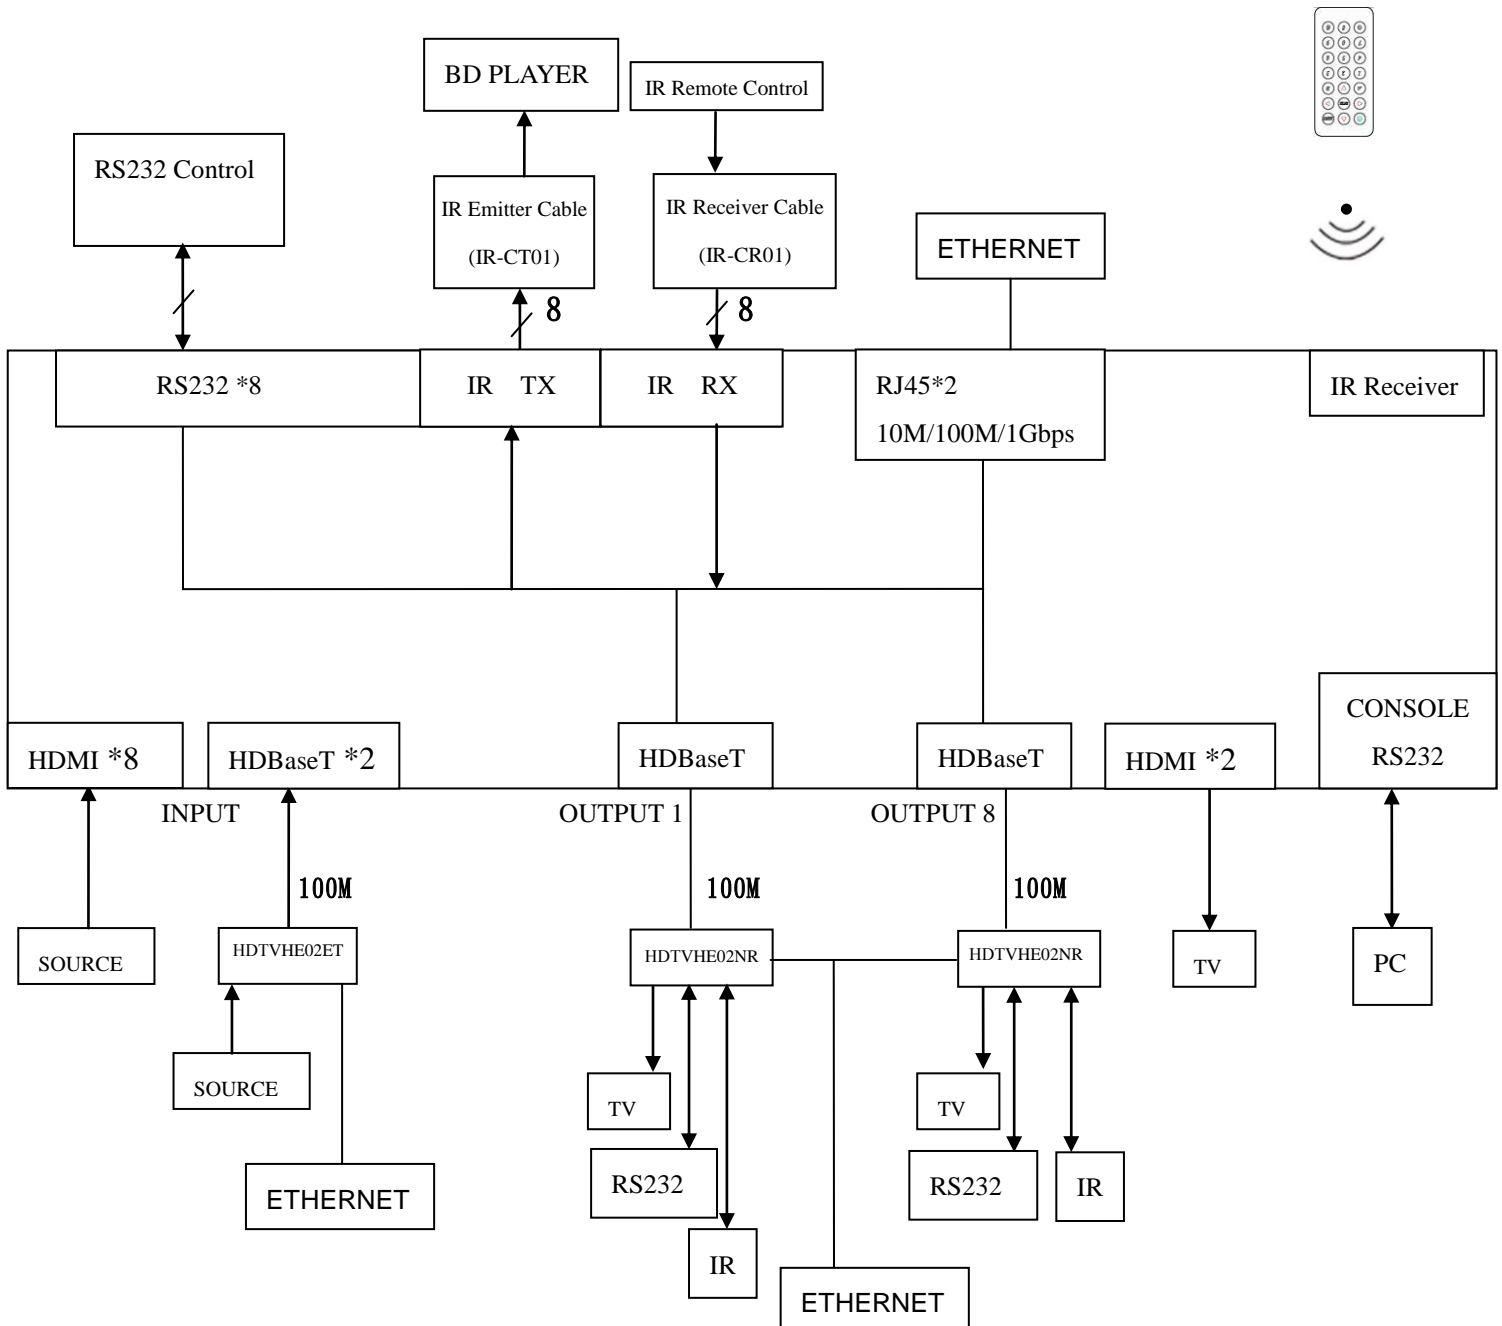 BD PLAYER
IR Remote Control
RS232 Control
IR Emitter Cable
(IR-CT01)
IR Receiver Cable
(IR-CR01)
ETHERNET
8
8
RS232 *8
IR TX
IR RX
RJ45*2
10M/100M/1Gbps
IR Receiver
HDMI *8
HDBaseT *2
HDBaseT
HDBaseT
HDMI *2
CONSOLE
RS232
INPUT
OUTPUT 1
OUTPUT 8
100M
100M
100M
SOURCE
HDTVHE02ET
HDTVHE02NR
HDTVHE02NR
TV
PC
SOURCE
TV
TV
RS232
RS232
IR
ETHERNET
IR
ETHERNET